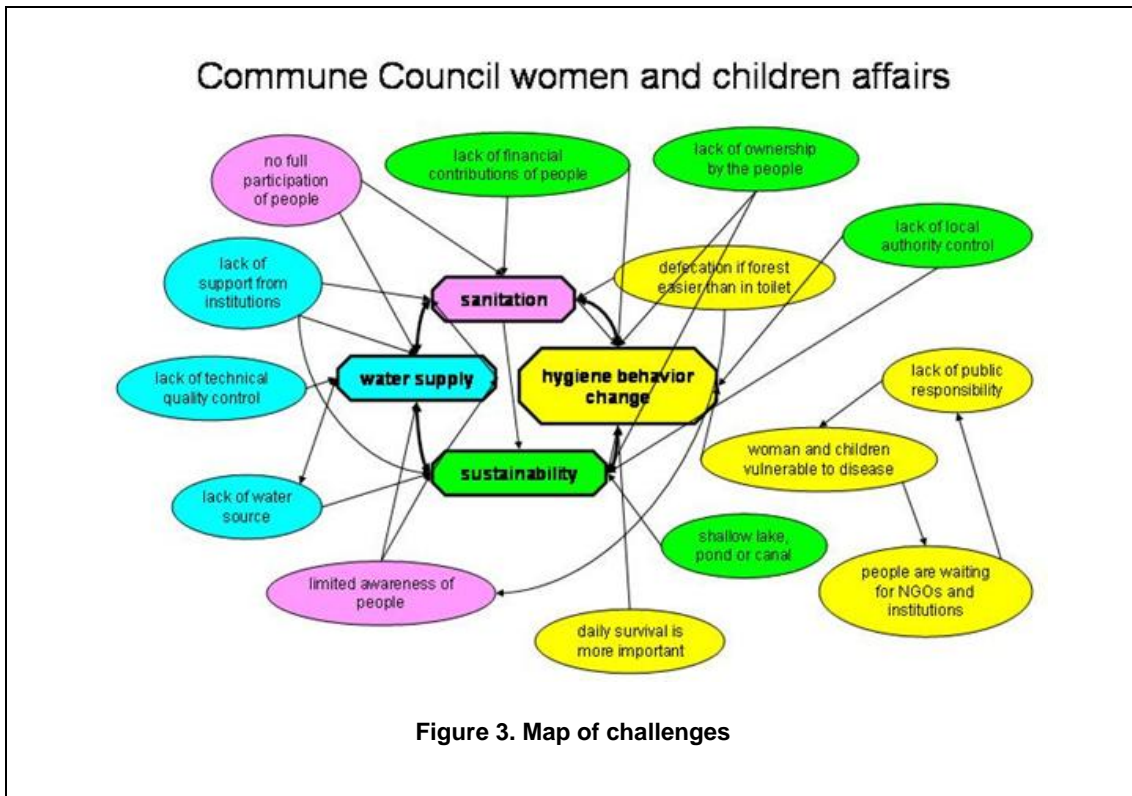 Commune Council women and children affairs
no full
participation
of people
lack of financial
contributions of people
lack of ownership
by the people
lack of local
authority control
lack of
support from
institutions
sanitation
defecation if forest
easier than in toilet
lack of technical
quality control
water supply
hygiene behavior
change
lack of public
responsibility
woman and children
vulnerable to disease
sustainability
lack of water
source
shallow lake,
pond or canal
limited awareness of
people
people are waiting
for NGOs and
institutions
daily survival is
more important
Figure 3. Map of challenges